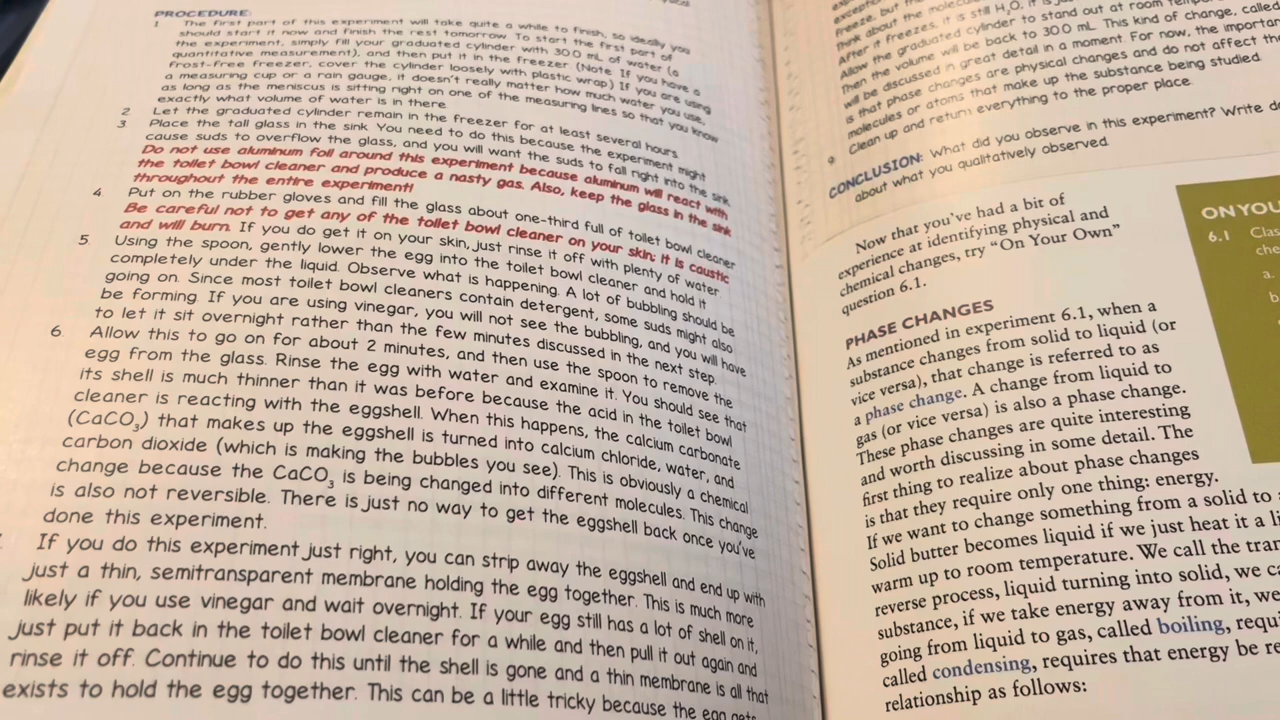 PROCEDURE:
1. The first part of this experiment will take quite a while to finish, so ideally you
should start it now and finish the rest tomorrow. To start the first part of
the experiment, simply fill your graduated cylinder with 30.0 mL of water (a
quantitative measurement), and then put it in the freezer. (Note: If you have a
frost-free freezer, cover the cylinder loosely with plastic wrap.) If you are using
a measuring cup or a rain gauge, it doesn't really matter how much water you use,
as long as the meniscus is sitting right on one of the measuring lines so that you know
exactly what volume of water is in there.
2. Let the graduated cylinder remain in the freezer for at least several hours.
3. Place the tall glass in the sink. You need to do this because the experiment might
cause suds to overflow the glass, and you will want the suds to fall right into the sink.
Do not use aluminum foil around this experiment because aluminum will react with
the toilet bowl cleaner and produce a nasty gas. Also, keep the glass in the sink
throughout the entire experiment!
4. Put on the rubber gloves and fill the glass about one-third full of toilet bowl cleaner.
Be careful not to get any of the toilet bowl cleaner on your skin; it is caustic
and will burn. If you do get it on your skin, just rinse it off with plenty of water.
5. Using the spoon, gently lower the egg into the toilet bowl cleaner and hold it
completely under the liquid. Observe what is happening. A lot of bubbling should be
going on. Since most toilet bowl cleaners contain detergent, some suds might also
be forming. If you are using vinegar, you will not see the bubbling, and you will have
to let it sit overnight rather than the few minutes discussed in the next step.
6. Allow this to go on for about 2 minutes, and then use the spoon to remove the
egg from the glass. Rinse the egg with water and examine it. You should see that
its shell is much thinner than it was before because the acid in the toilet bowl
cleaner is reacting with the eggshell. When this happens, the calcium carbonate
(CaCO₃) that makes up the eggshell is turned into calcium chloride, water, and
carbon dioxide (which is making the bubbles you see). This is obviously a chemical
change because the CaCO₃ is being changed into different molecules. This change
is also not reversible. There is just no way to get the eggshell back once you've
done this experiment.
If you do this experiment just right, you can strip away the eggshell and end up with
just a thin, semitransparent membrane holding the egg together. This is much more
likely if you use vinegar and wait overnight. If your egg still has a lot of shell on it,
just put it back in the toilet bowl cleaner for a while and then pull it out again and
rinse it off. Continue to do this until the shell is gone and a thin membrane is all that
exists to hold the egg together. This can be a little tricky because the egg gets
freeze, but the molecules
Think about the molecule
After it freezes, it is still H₂O, it is
Allow the graduated cylinder to stand out at room
Then the volume will be back to 30.0 mL. This kind of change, called
will be discussed in great detail in a moment. For now, the important
is that phase changes are physical changes and do not affect the
molecules or atoms that make up the substance being studied.
9. Clean up and return everything to the proper place.
CONCLUSION: What did you observe in this experiment? Write d
about what you qualitatively observed.
Now that you've had a bit of
experience at identifying physical and
chemical changes, try "On Your Own"
question 6.1.
ON YOU
6.1 Clas
che
a.
b
PHASE CHANGES
As mentioned in experiment 6.1, when a
substance changes from solid to liquid (or
vice versa), that change is referred to as
a phase change. A change from liquid to
gas (or vice versa) is also a phase change.
These phase changes are quite interesting
and worth discussing in some detail. The
first thing to realize about phase changes
is that they require only one thing: energy.
If we want to change something from a solid to
Solid butter becomes liquid if we just heat it a li
warm up to room temperature. We call the tran
reverse process, liquid turning into solid, we ca
substance, if we take energy away from it, we
going from liquid to gas, called boiling, requi
called condensing, requires that energy be re
relationship as follows: